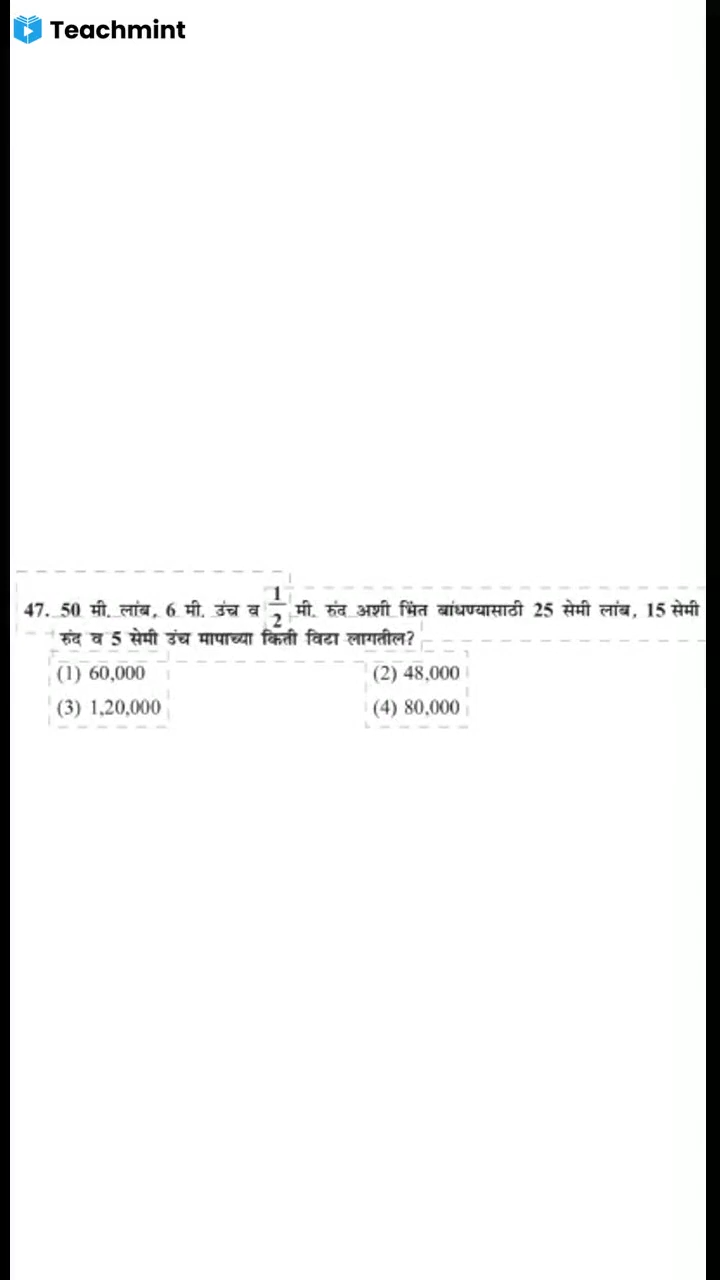 Teachmint
47. 50 मी. लांब, 6 मी. उंच व 1/2 मी. रुंद अशी भिंत बांधण्यासाठी 25 सेमी लांब, 15 सेमी
रुंद व 5 सेमी उंच मापाच्या किती विटा लागतील?
(1) 60,000 (2) 48,000
(3) 1,20,000 (4) 80,000